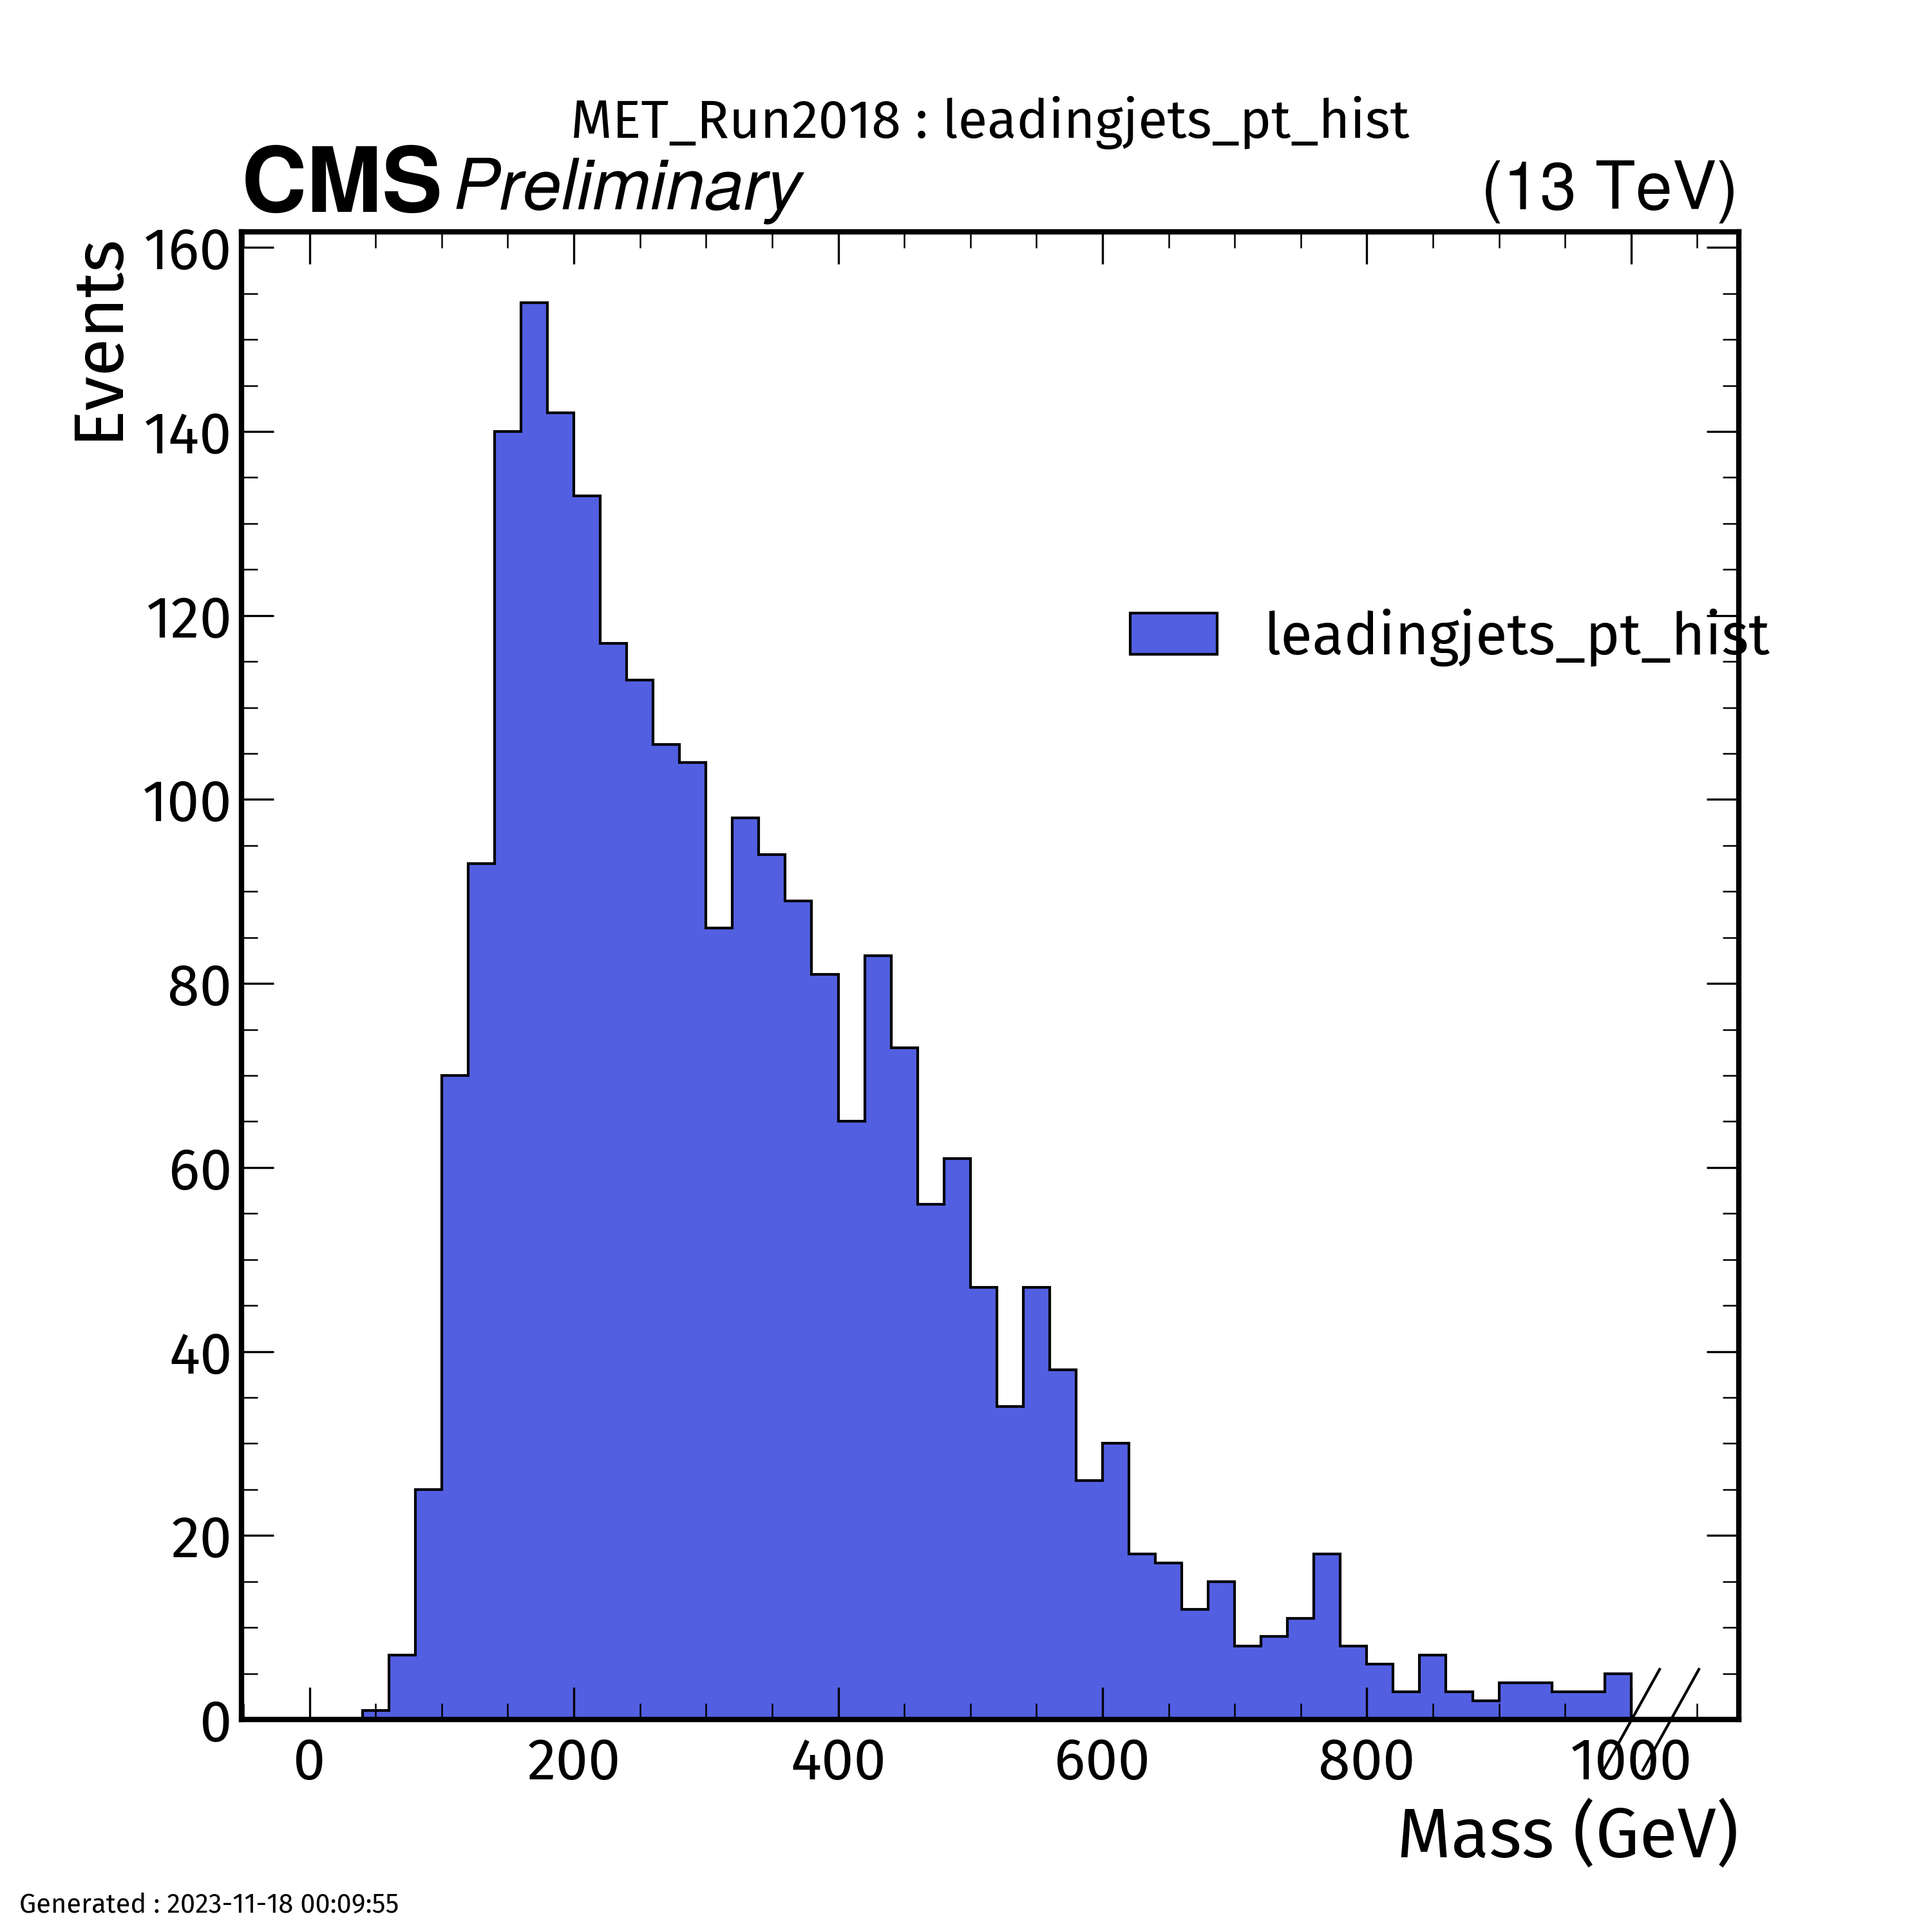 MET_Run2018 : leadingjets_pt_hist
CMS Preliminary (13 TeV)
Events
160
140
120
100
80
60
40
20
0
leadingjets_pt_hist
0 200 400 600 800 1000
Mass (GeV)
Generated : 2023-11-18 00:09:55